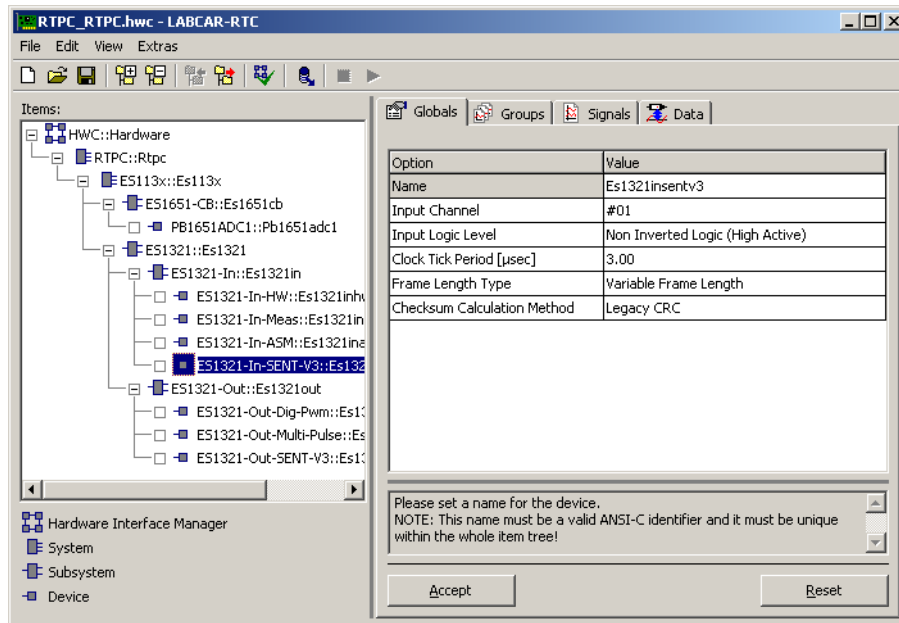 RTPC_RTPC.hwc - LABCAR-RTC
File Edit View Extras
Items:
HWC::Hardware
RTPC::Rtpc
ES113x::Es113x
ES1651-CB::Es1651cb
PB1651ADC1::Pb1651adc1
ES1321::Es1321
ES1321-In::Es1321in
ES1321-In-HW::Es1321inh
ES1321-In-Meas::Es1321in
ES1321-In-ASM::Es1321ina
ES1321-In-SENT-V3::Es132
ES1321-Out::Es1321out
ES1321-Out-Dig-Pwm::Es13
ES1321-Out-Multi-Pulse::Es
ES1321-Out-SENT-V3::Es13
Hardware Interface Manager
System
Subsystem
Device
Globals Groups Signals Data
Option Value
Name Es1321insentv3
Input Channel #01
Input Logic Level Non Inverted Logic (High Active)
Clock Tick Period [µsec] 3.00
Frame Length Type Variable Frame Length
Checksum Calculation Method Legacy CRC
Please set a name for the device.
NOTE: This name must be a valid ANSI-C identifier and it must be unique
within the whole item tree!
Accept Reset